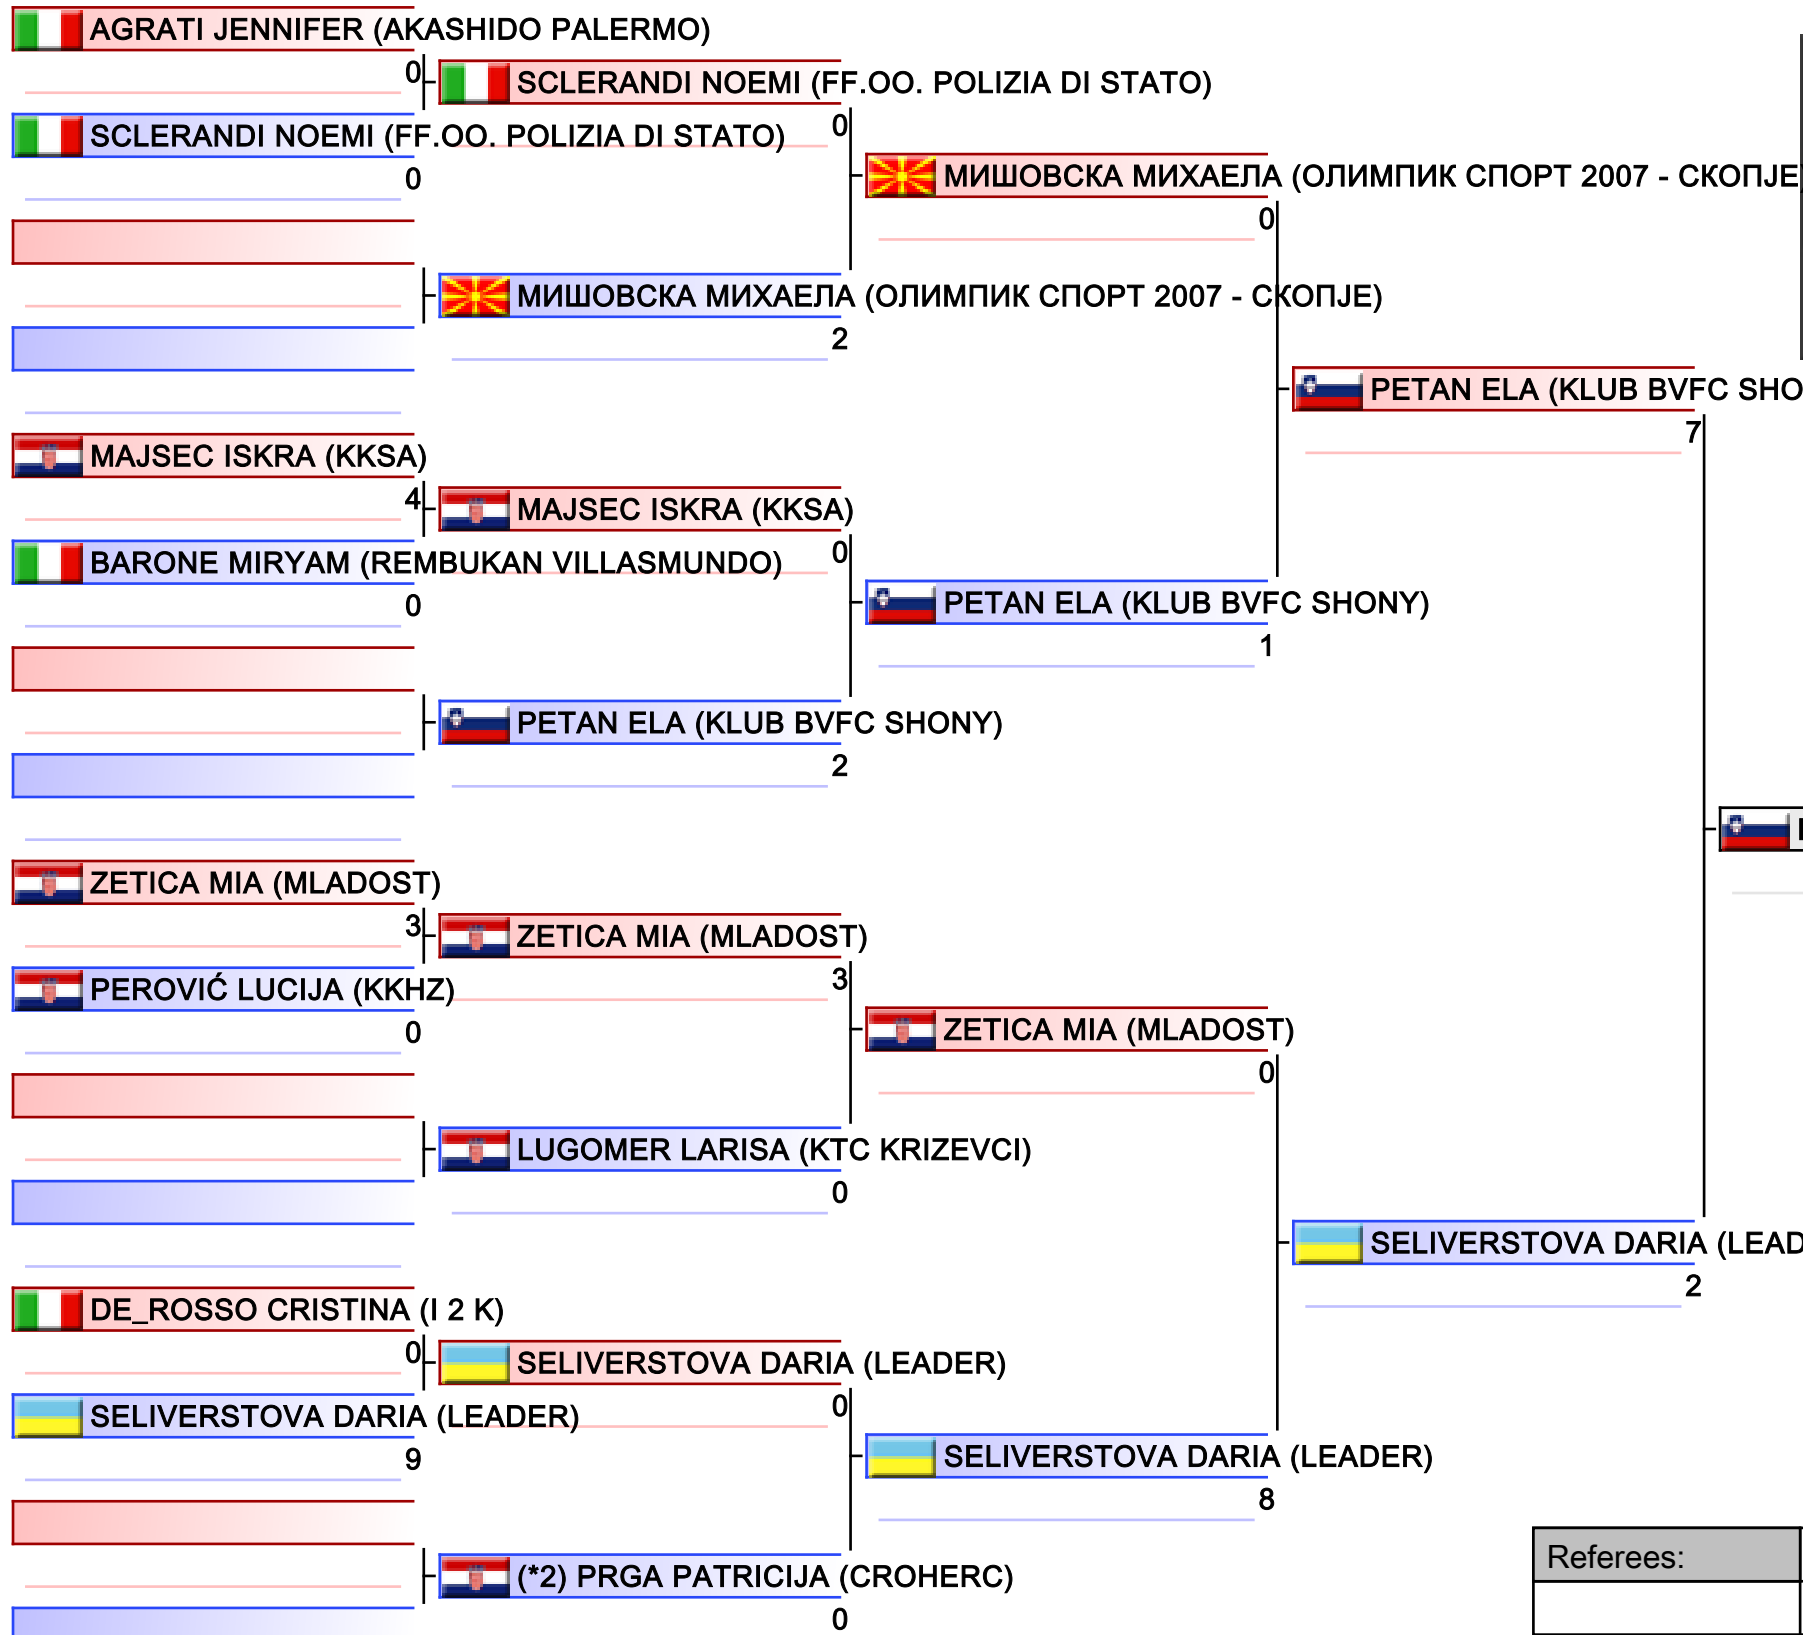 AGRATI JENNIFER (AKASHIDO PALERMO)
0
SCLERANDI NOEMI (FF.OO. POLIZIA DI STATO)
SCLERANDI NOEMI (FF.OO. POLIZIA DI STATO)
0
0
МИШОВСКА МИХАЕЛА (ОЛИМПИК СПОРТ 2007 - СКОПЈЕ)
0
МИШОВСКА МИХАЕЛА (ОЛИМПИК СПОРТ 2007 - СКОПЈЕ)
2
PETAN ELA (KLUB BVFC SHO
7
MAJSEC ISKRA (KKSA)
4
MAJSEC ISKRA (KKSA)
0
BARONE MIRYAM (REMBUKAN VILLASMUNDO)
0
PETAN ELA (KLUB BVFC SHONY)
1
PETAN ELA (KLUB BVFC SHONY)
2
ZETICA MIA (MLADOST)
3
ZETICA MIA (MLADOST)
3
PEROVIĆ LUCIJA (KKHZ)
0
ZETICA MIA (MLADOST)
0
LUGOMER LARISA (KTC KRIZEVCI)
0
SELIVERSTOVA DARIA (LEAD
2
DE_ROSSO CRISTINA (I 2 K)
0
SELIVERSTOVA DARIA (LEADER)
0
SELIVERSTOVA DARIA (LEADER)
9
SELIVERSTOVA DARIA (LEADER)
8
(*2) PRGA PATRICIJA (CROHERC)
0
Referees: